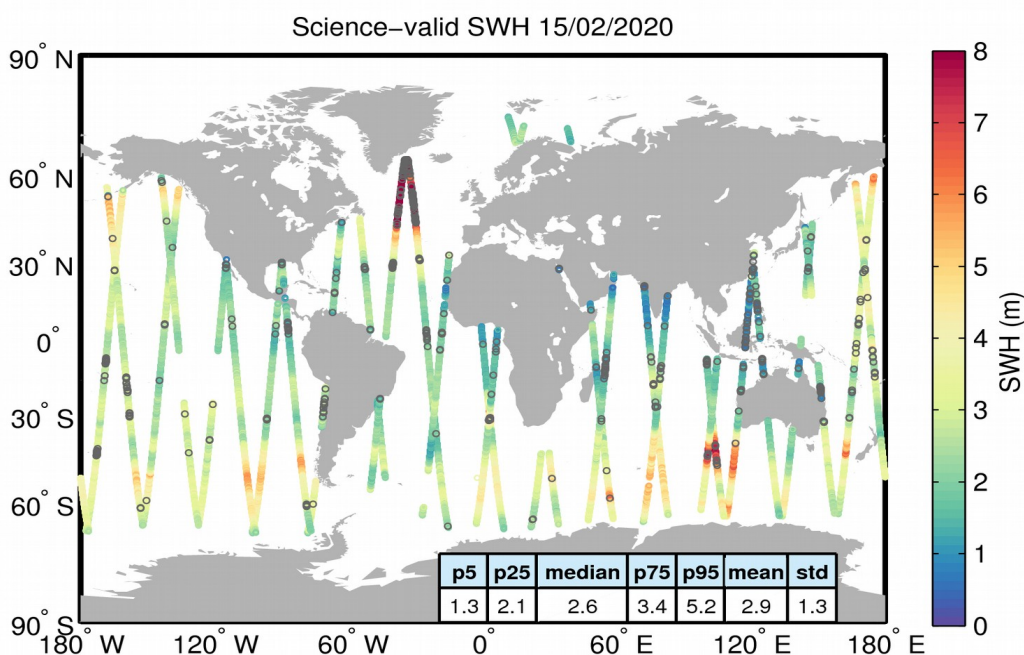 Science−valid SWH 15/02/2020
90° N
60° N
30° N
0°
30° S
60° S
90° S
180° W
120° W
60° W
0°
60° E
120° E
180° E
p5 p25 median p75 p95 mean std
1.3 2.1 2.6 3.4 5.2 2.9 1.3
8
7
6
5
4
3
2
1
0
SWH (m)